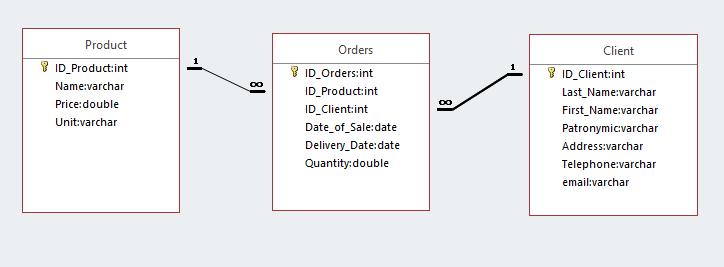 Product
ID_Product:int
Name:varchar
Price:double
Unit:varchar
1
∞
Orders
ID_Orders:int
ID_Product:int
ID_Client:int
Date_of_Sale:date
Delivery_Date:date
Quantity:double
∞
1
Client
ID_Client:int
Last_Name:varchar
First_Name:varchar
Patronymic:varchar
Address:varchar
Telephone:varchar
email:varchar